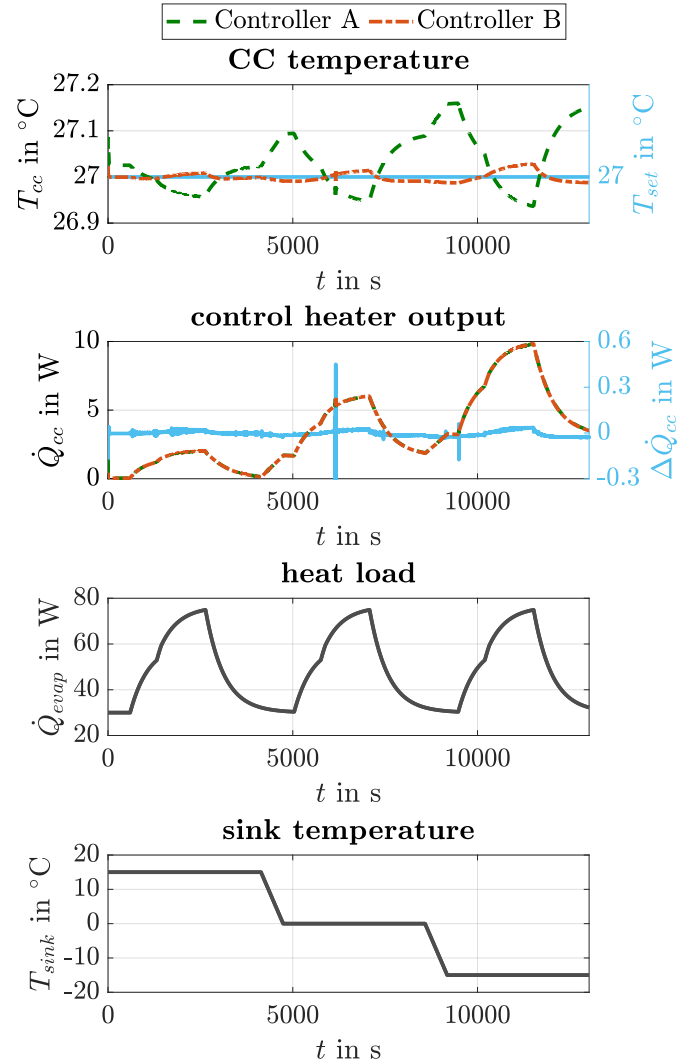 Controller A Controller B
CC temperature
27.2
27.1
27
26.9
T_cc in °C
27
T_set in °C
0 5000 10000
t in s
control heater output
10
5
0
Q̇_cc in W
0.6
0.3
0
-0.3
ΔQ̇_cc in W
0 5000 10000
t in s
heat load
80
60
40
20
Q̇_evap in W
0 5000 10000
t in s
sink temperature
20
10
0
-10
-20
T_sink in °C
0 5000 10000
t in s